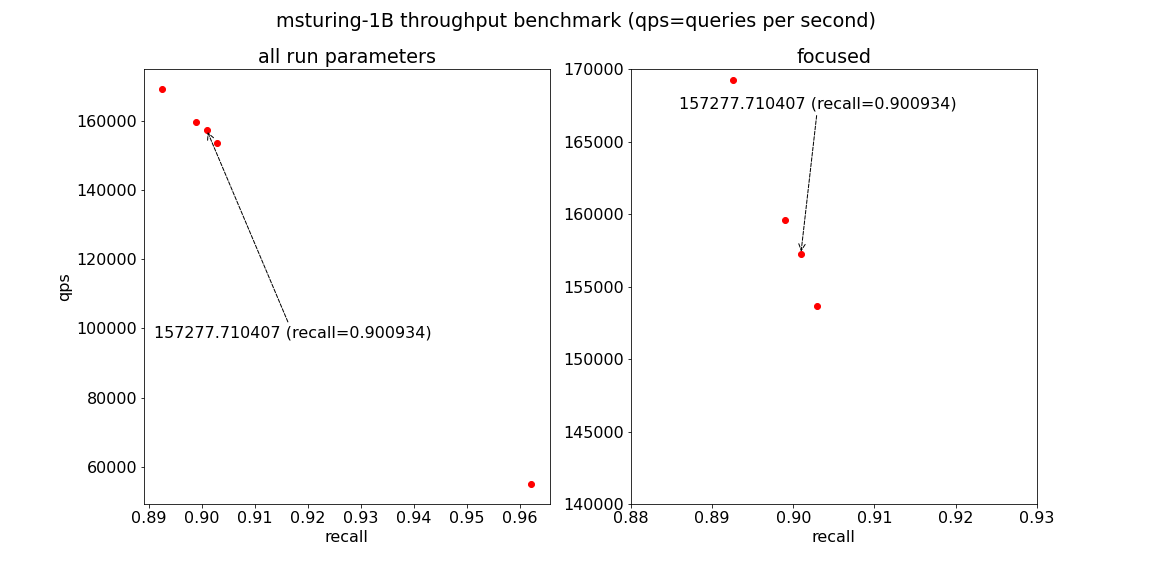 msturing-1B throughput benchmark (qps=queries per second)
all run parameters
160000
140000
120000
100000
80000
60000
qps
157277.710407 (recall=0.900934)
0.89 0.90 0.91 0.92 0.93 0.94 0.95 0.96
recall
focused
170000
165000
160000
155000
150000
145000
140000
157277.710407 (recall=0.900934)
0.88 0.89 0.90 0.91 0.92 0.93
recall